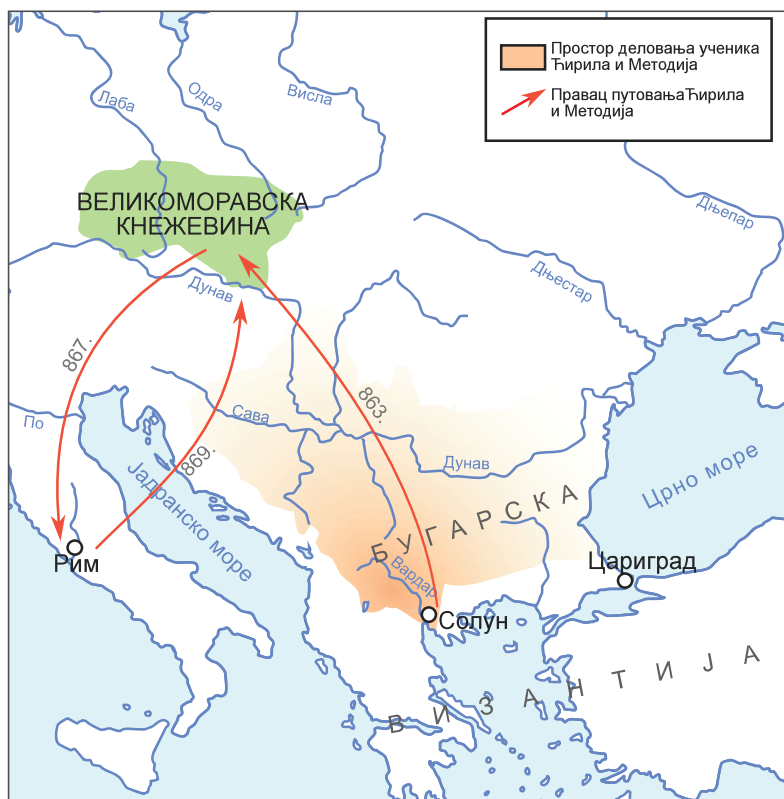 Простор деловања ученика
Ћирила и Методија
Правац путовањаЋирила
и Методија
Лаба
Одра
Висла
ВЕЛИКОМОРАВСКА
КНЕЖЕВИНА
Дњепар
Дњестар
Дунав
867.
863.
По
Сава
869.
Дунав
Јадранско море
Црно море
БУГАРСКА
Рим
Вардар
Цариград
Солун
ВИЗАНТИЈА